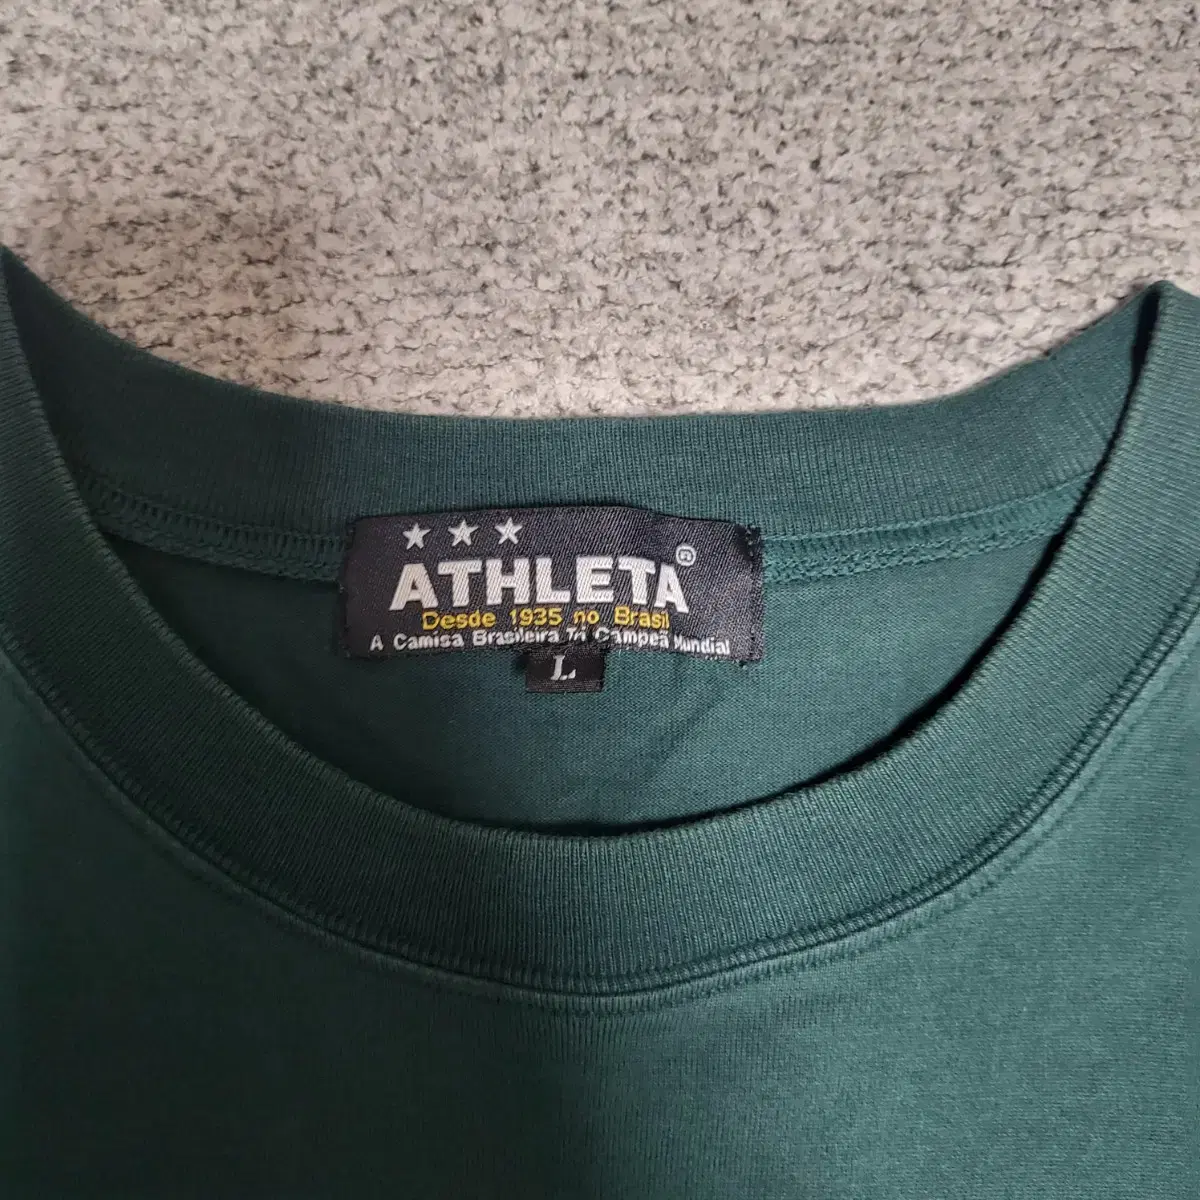 ATHLETA®
Desde 1935 no Brasil
A Camisa Brasileira Tri Campeã Mundial
L